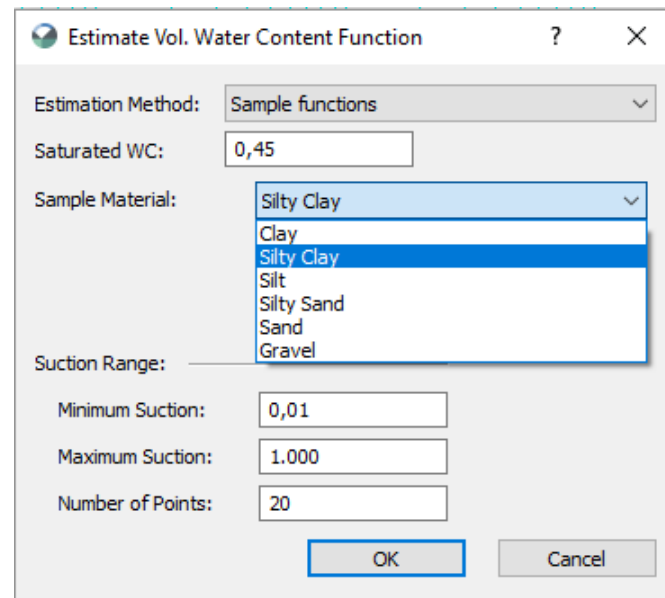 Estimate Vol. Water Content Function ?
Estimation Method: Sample functions
Saturated WC: 0,45
Sample Material: Silty Clay
Clay
Silty Clay
Silt
Silty Sand
Sand
Gravel
Suction Range:
Minimum Suction: 0,01
Maximum Suction: 1.000
Number of Points: 20
OK Cancel